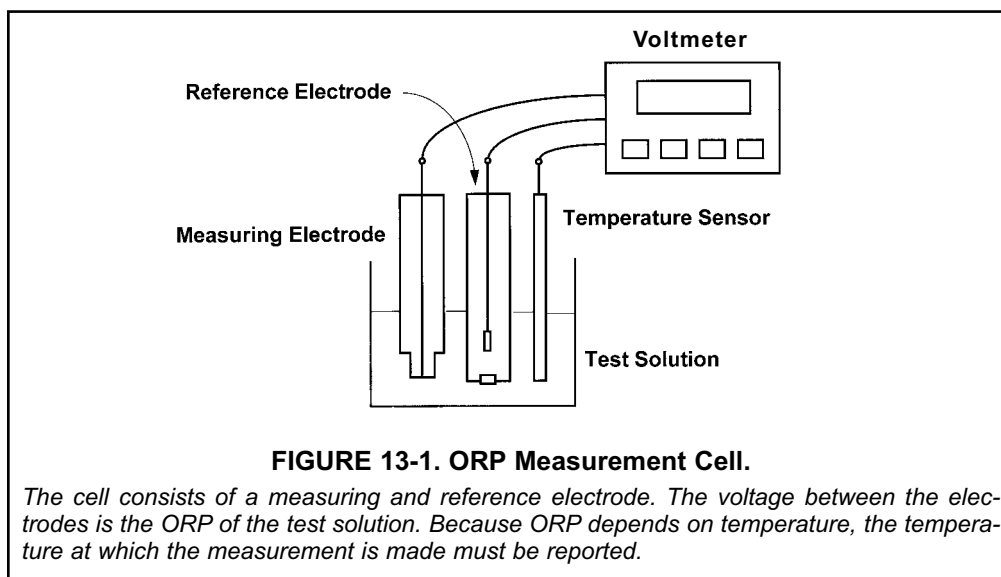 Voltmeter
Reference Electrode
Measuring Electrode
Temperature Sensor
Test Solution
FIGURE 13-1. ORP Measurement Cell.
The cell consists of a measuring and reference electrode. The voltage between the elec-
trodes is the ORP of the test solution. Because ORP depends on temperature, the tempera-
ture at which the measurement is made must be reported.